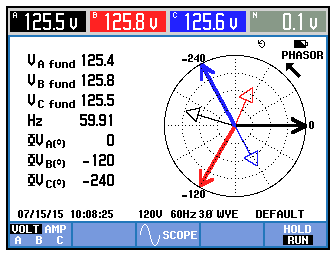 A 125.5 V B 125.8 V C 125.6 V N 0.1 V
PHASOR
V A fund 125.4
V B fund 125.8
V C fund 125.5
Hz 59.91
ΦV A(°) 0
ΦV B(°) -120
ΦV C(°) -240
-240
0
-120
07/15/15 10:08:25 120V 60Hz 3Ø WYE DEFAULT
VOLT AMP SCOPE HOLD
A B C RUN